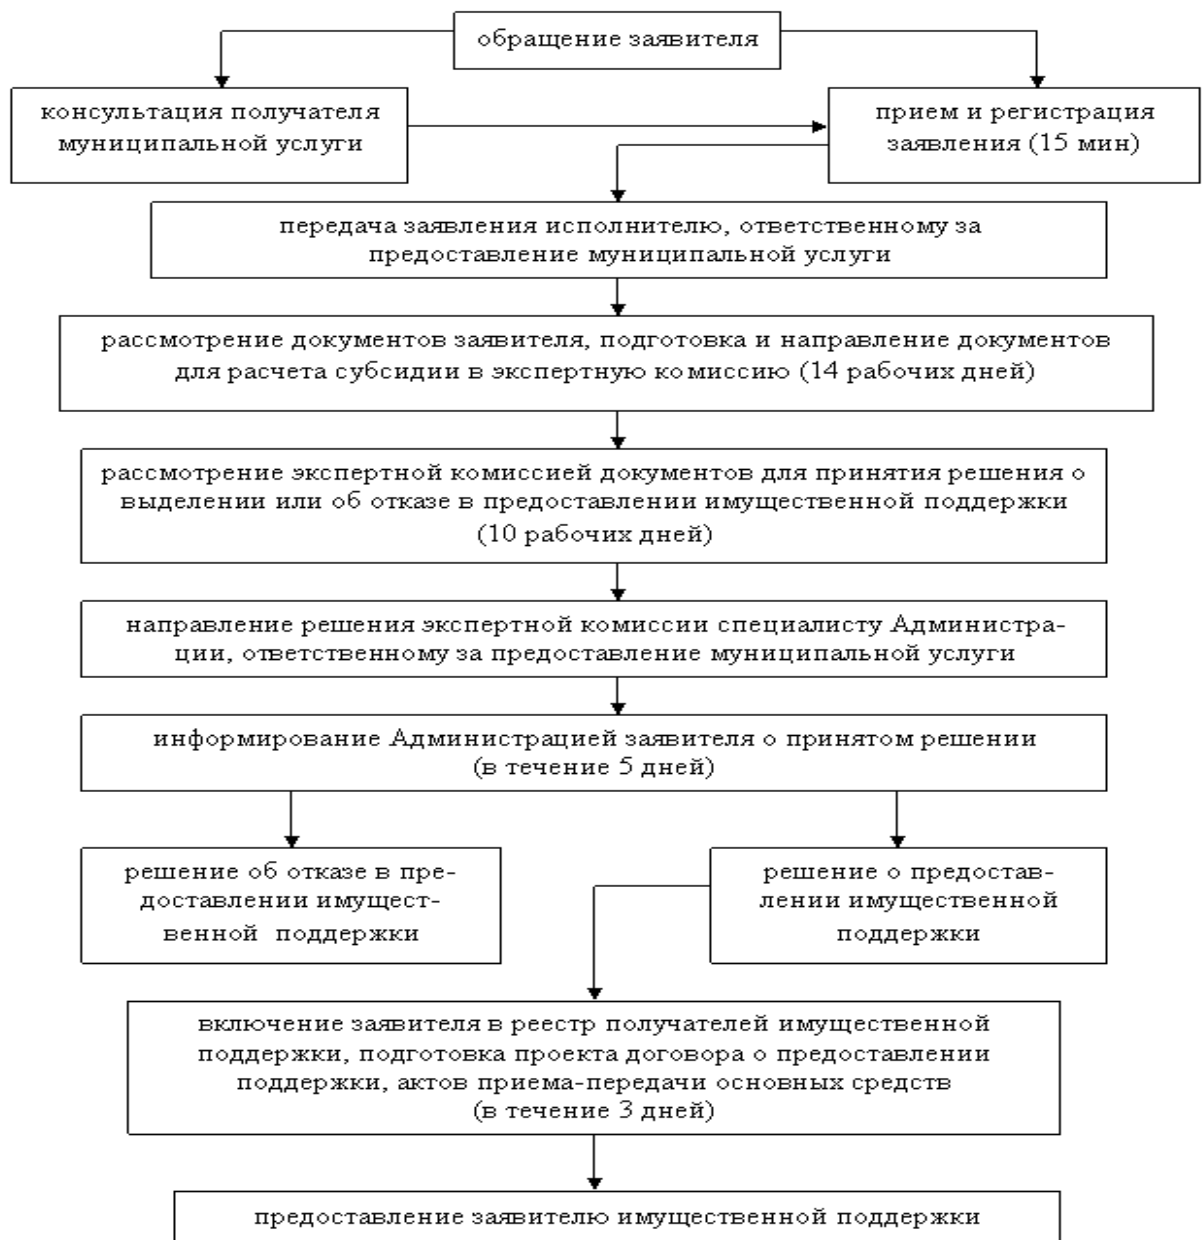 обращение заявителя
консультация получателя
муниципальной услуги
прием и регистрация
заявления (15 мин)
передача заявления исполнителю, ответственному за
предоставление муниципальной услуги
рассмотрение документов заявителя, подготовка и направление документов
для расчета субсидии в экспертную комиссию (14 рабочих дней)
рассмотрение экспертной комиссией документов для принятия решения о
выделении или об отказе в предоставлении имущественной поддержки
(10 рабочих дней)
направление решения экспертной комиссии специалисту Администра-
ции, ответственному за предоставление муниципальной услуги
информирование Администрацией заявителя о принятом решении
(в течение 5 дней)
решение об отказе в пре-
доставлении имущест-
венной поддержки
решение о предостав-
лении имущественной
поддержки
включение заявителя в реестр получателей имущественной
поддержки, подготовка проекта договора о предоставлении
поддержки, актов приема-передачи основных средств
(в течение 3 дней)
предоставление заявителю имущественной поддержки